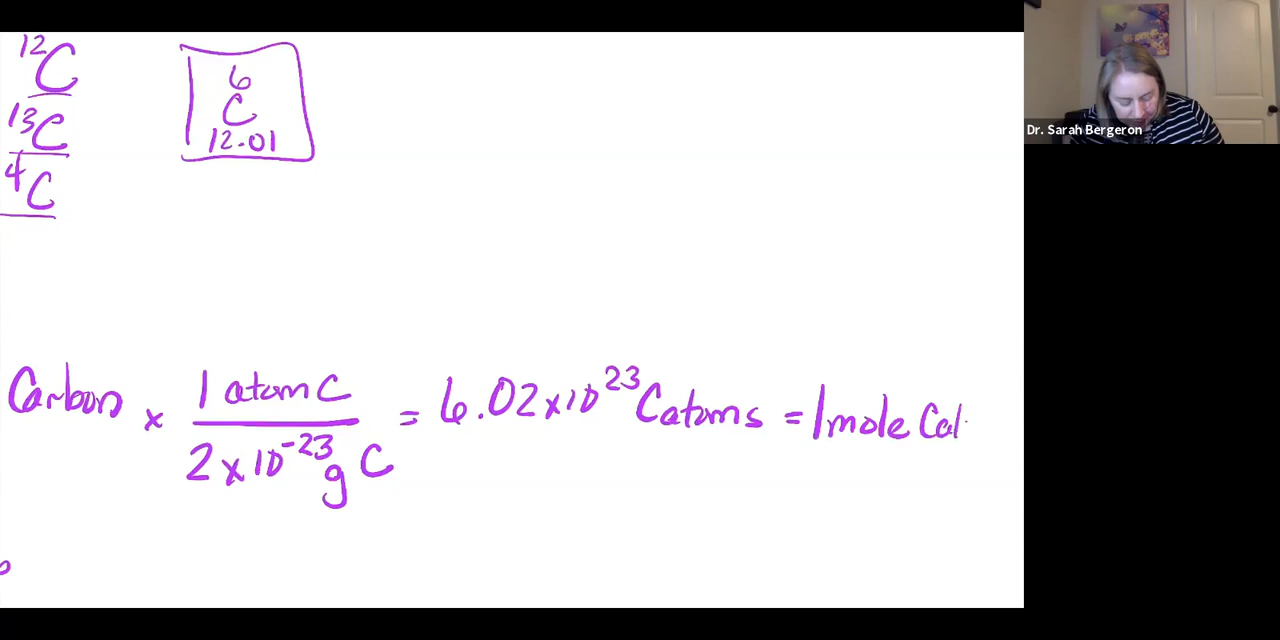 12C
13C
4C
6
C
12.01
Dr. Sarah Bergeron
Carbon × 1 atom C / 2 x 10^-23 g C = 6.02 x 10^23 C atoms = 1 mole C at